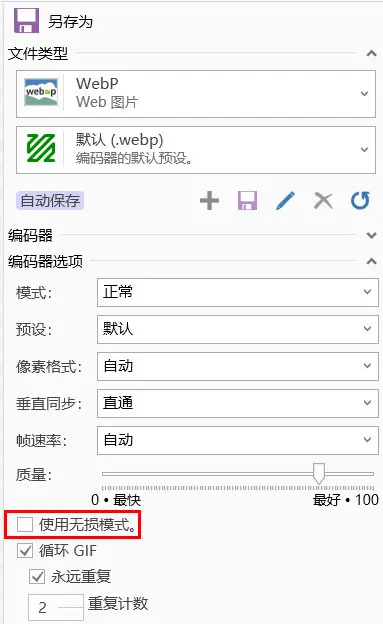 另存为
文件类型
webp
WebP
Web 图片
默认 (.webp)
编码器的默认预设。
自动保存
编码器
编码器选项
模式： 正常
预设： 默认
像素格式： 自动
垂直同步： 直通
帧速率： 自动
质量：
0 • 最快 最好 • 100
使用无损模式。
循环 GIF
永远重复
2 重复计数